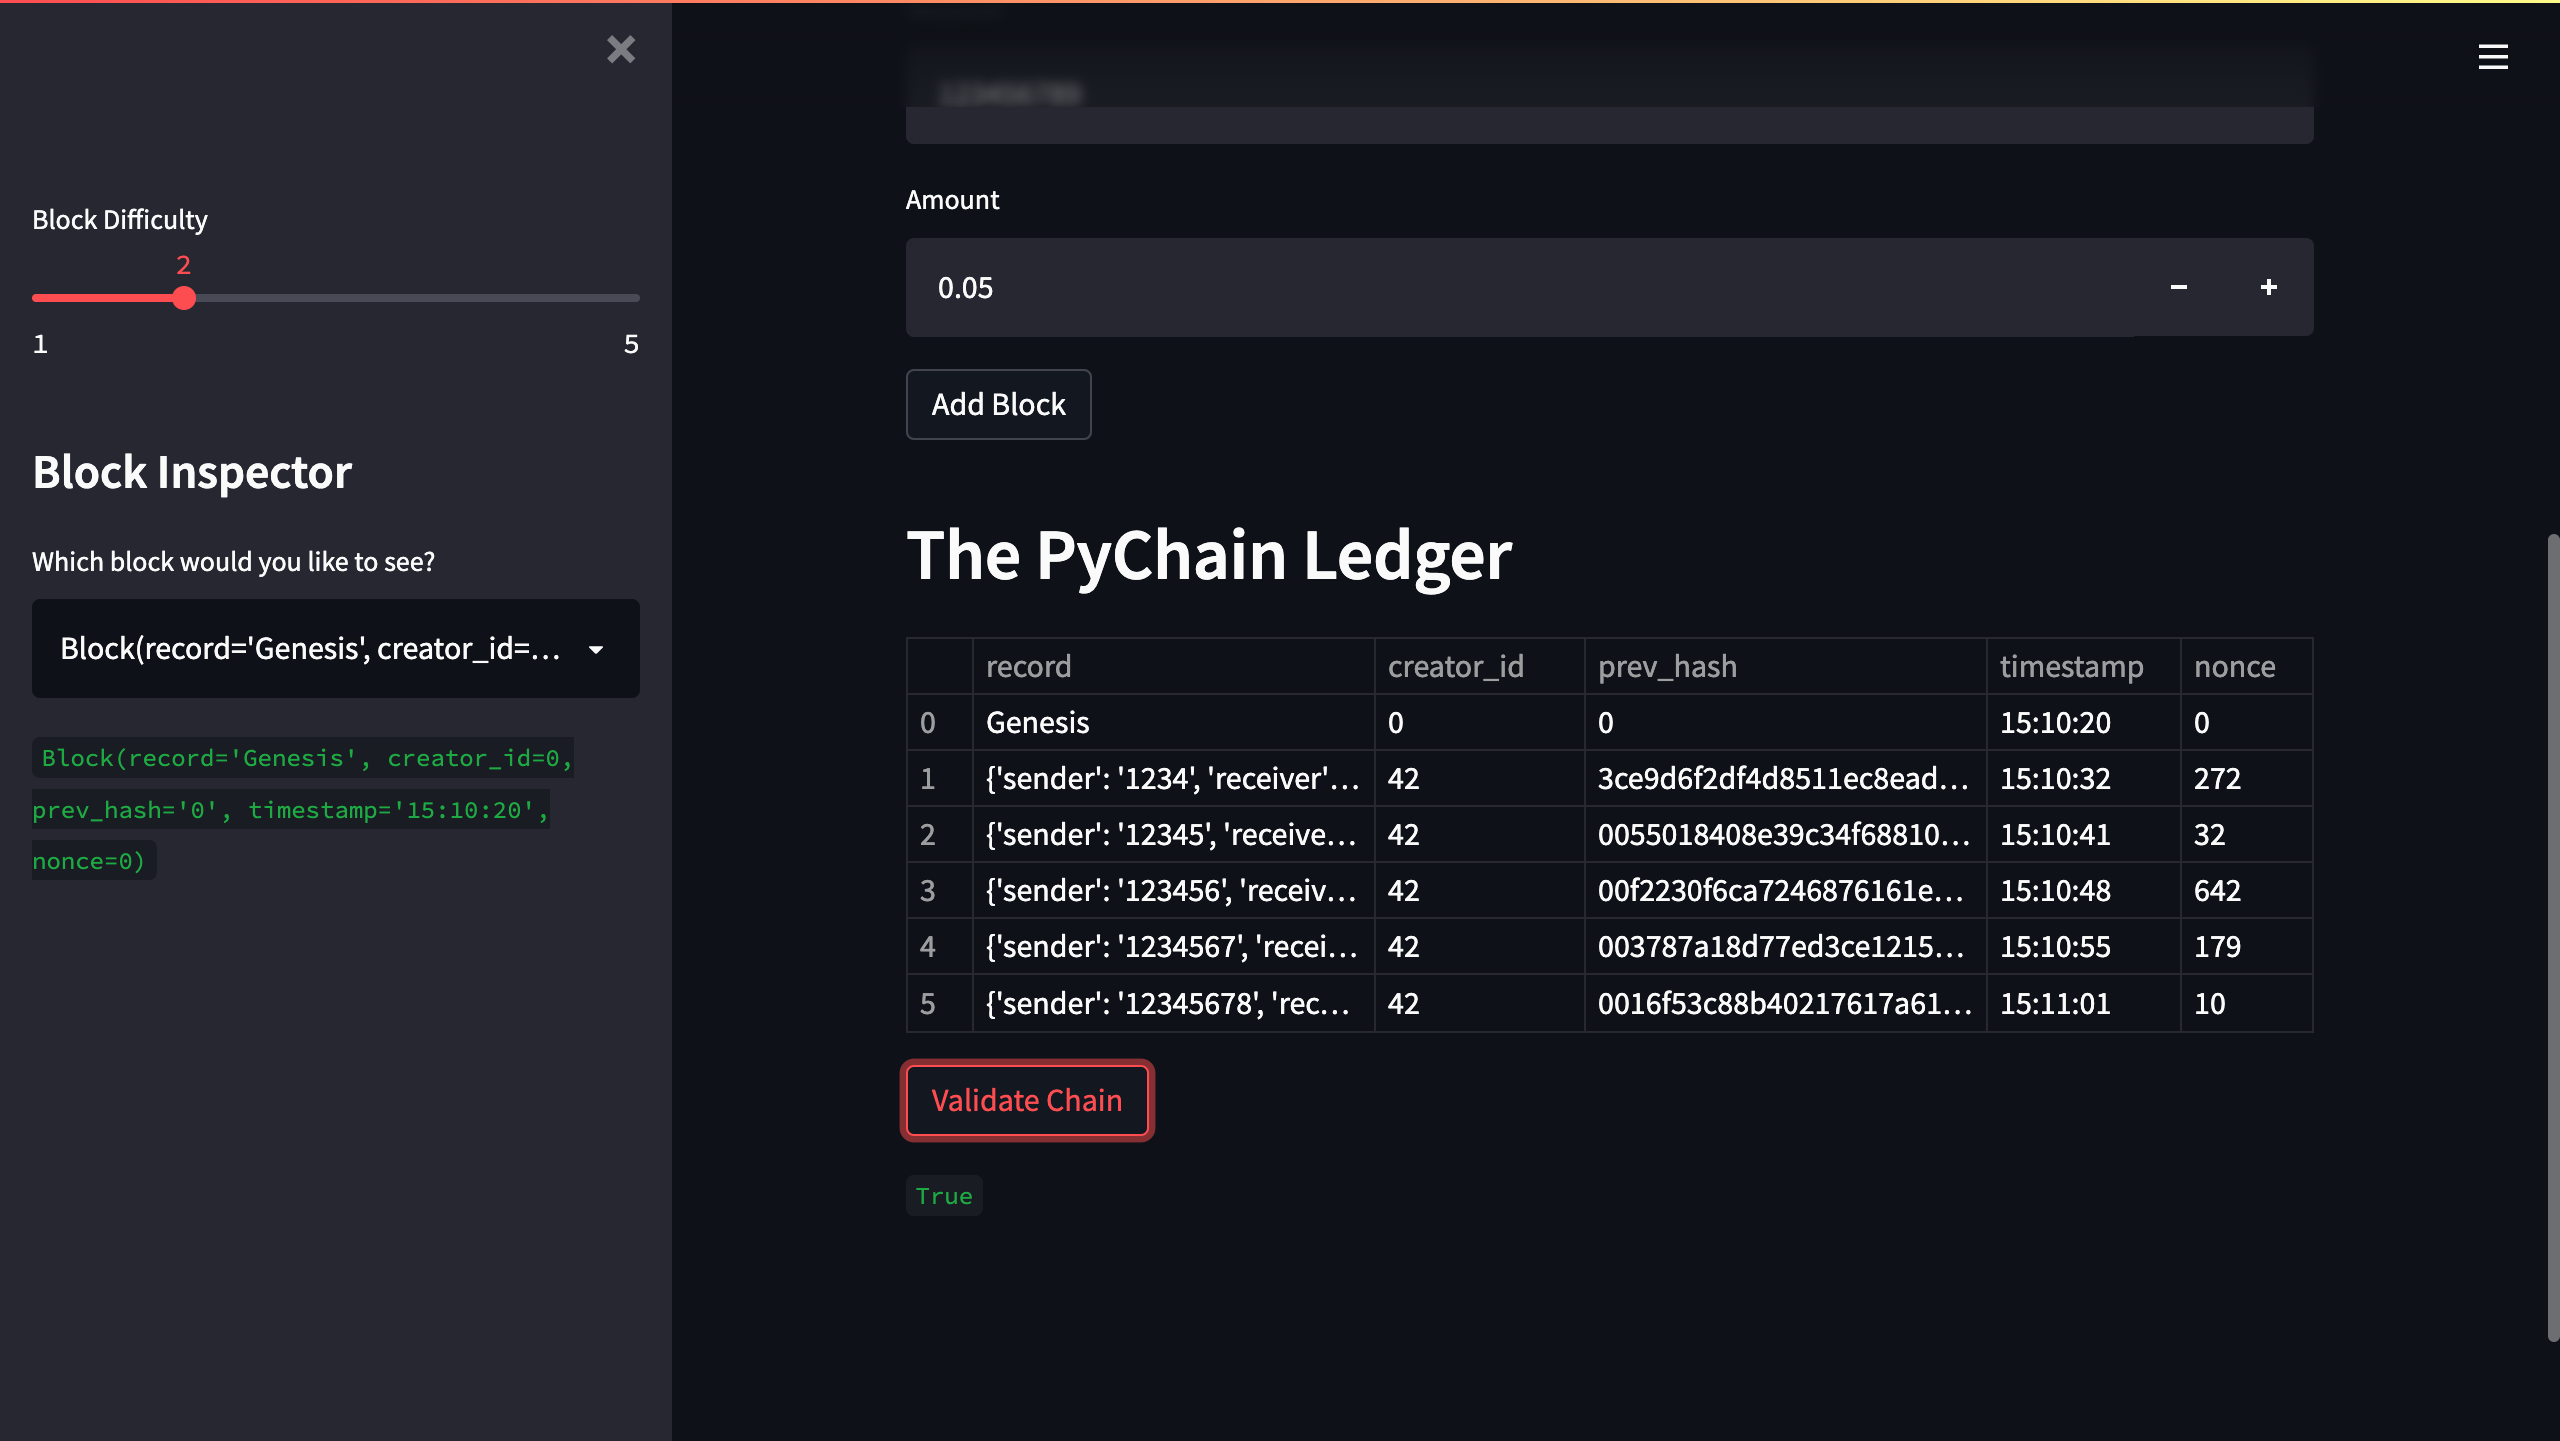 Block Difficulty
2
1 5
Block Inspector
Which block would you like to see?
Block(record='Genesis', creator_id=...
Block(record='Genesis', creator_id=0,
prev_hash='0', timestamp='15:10:20',
nonce=0)
123456789
Amount
0.05 - +
Add Block
The PyChain Ledger
record creator_id prev_hash timestamp nonce
0 Genesis 0 0 15:10:20 0
1 {'sender': '1234', 'receiver'... 42 3ce9d6f2df4d8511ec8ead... 15:10:32 272
2 {'sender': '12345', 'receive... 42 0055018408e39c34f68810... 15:10:41 32
3 {'sender': '123456', 'receiv... 42 00f2230f6ca7246876161e... 15:10:48 642
4 {'sender': '1234567', 'recei... 42 003787a18d77ed3ce1215... 15:10:55 179
5 {'sender': '12345678', 'rec... 42 0016f53c88b40217617a61... 15:11:01 10
Validate Chain
True